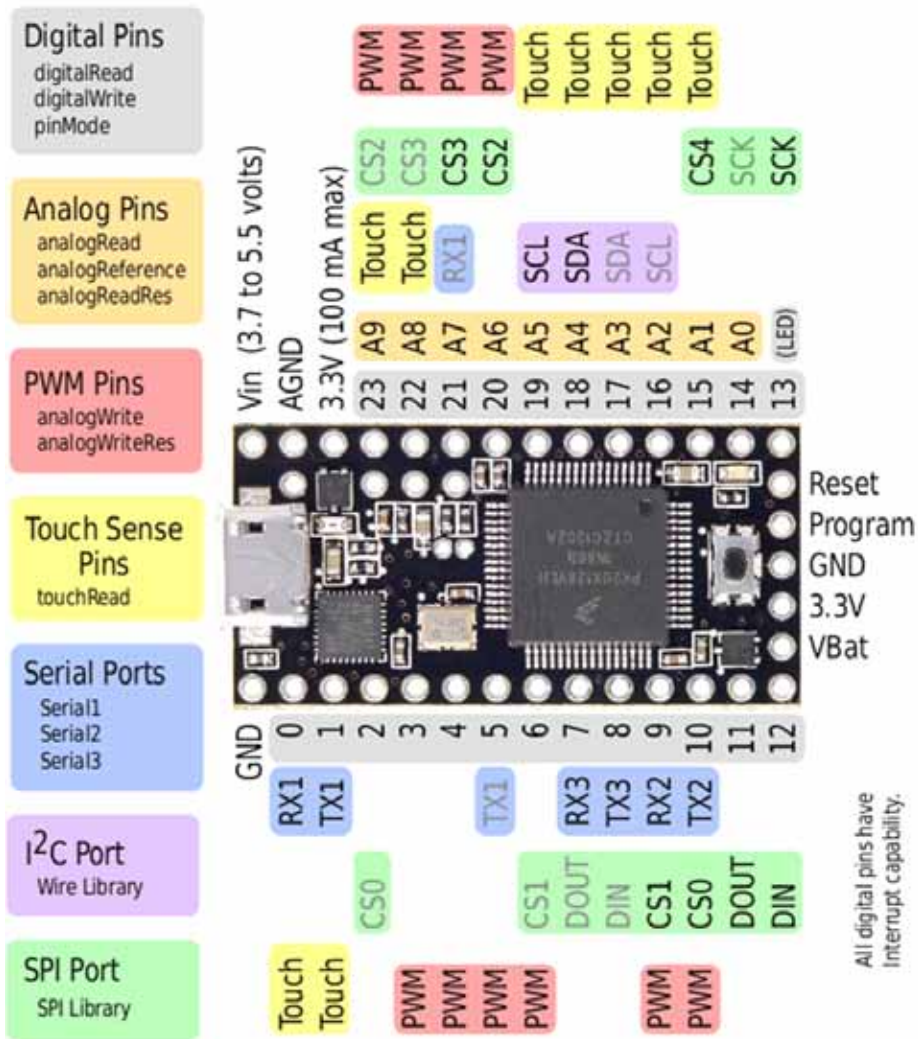 Digital Pins
digitalRead
digitalWrite
pinMode
Analog Pins
analogRead
analogReference
analogReadRes
PWM Pins
analogWrite
analogWriteRes
Touch Sense
Pins
touchRead
Serial Ports
Serial1
Serial2
Serial3
I²C Port
Wire Library
SPI Port
SPI Library
PWM PWM PWM PWM Touch Touch Touch Touch Touch
CS2 CS3 CS3 CS2 CS4 SCK SCK
Touch Touch RX1 SCL SDA SDA SCL
A9 A8 A7 A6 A5 A4 A3 A2 A1 A0 (LED)
Vin (3.7 to 5.5 volts)
AGND
3.3V (100 mA max)
23 22 21 20 19 18 17 16 15 14 13
Reset
Program
GND
3.3V
VBat
GND 0 1 2 3 4 5 6 7 8 9 10 11 12
RX1 TX1 TX1 RX3 TX3 RX2 TX2
CS0 CS1 DOUT DIN CS1 CS0 DOUT DIN
Touch Touch PWM PWM PWM PWM PWM PWM
All digital pins have
Interrupt capability.